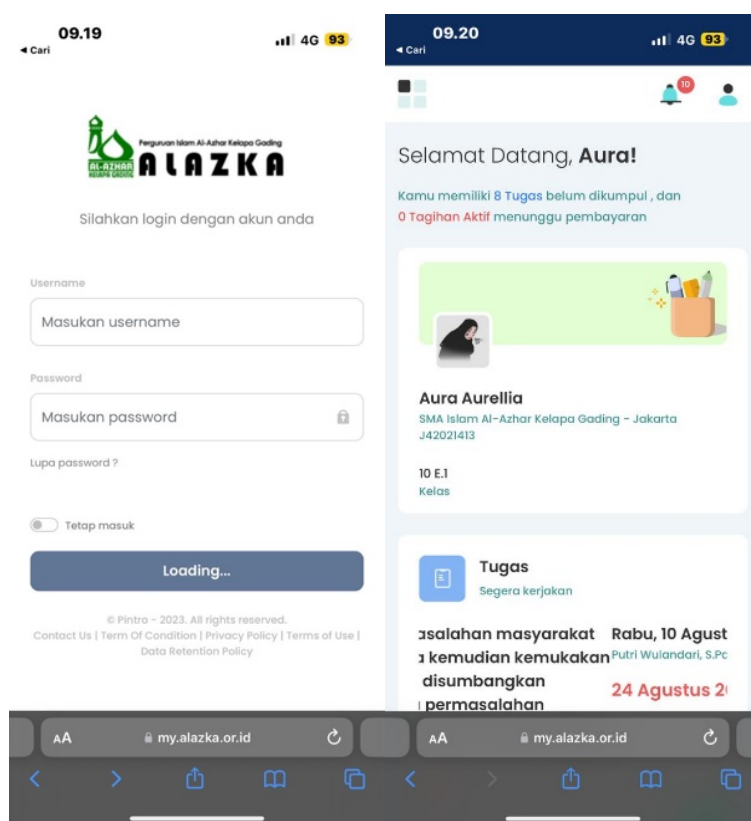 09.19
4G 93
◀ Cari
Perguruan Islam Al-Azhar Kelapa Gading
ALAZKA
AL-AZHAR
KELAPA GADING
Silahkan login dengan akun anda
Username
Masukan username
Password
Masukan password
Lupa password ?
Tetap masuk
Loading...
© Pintro - 2023. All rights reserved.
Contact Us | Term Of Condition | Privacy Policy | Terms of Use |
Data Retention Policy
AA my.alazka.or.id
09.20
4G 93
◀ Cari
10
Selamat Datang, Aura!
Kamu memiliki 8 Tugas belum dikumpul , dan
0 Tagihan Aktif menunggu pembayaran
Aura Aurellia
SMA Islam Al-Azhar Kelapa Gading - Jakarta
J42021413
10 E.1
Kelas
Tugas
Segera kerjakan
asalahan masyarakat
kemudian kemukakan
disumbangkan
permasalahan
Rabu, 10 Agust
Putri Wulandari, S.Pc
24 Agustus 2
AA my.alazka.or.id